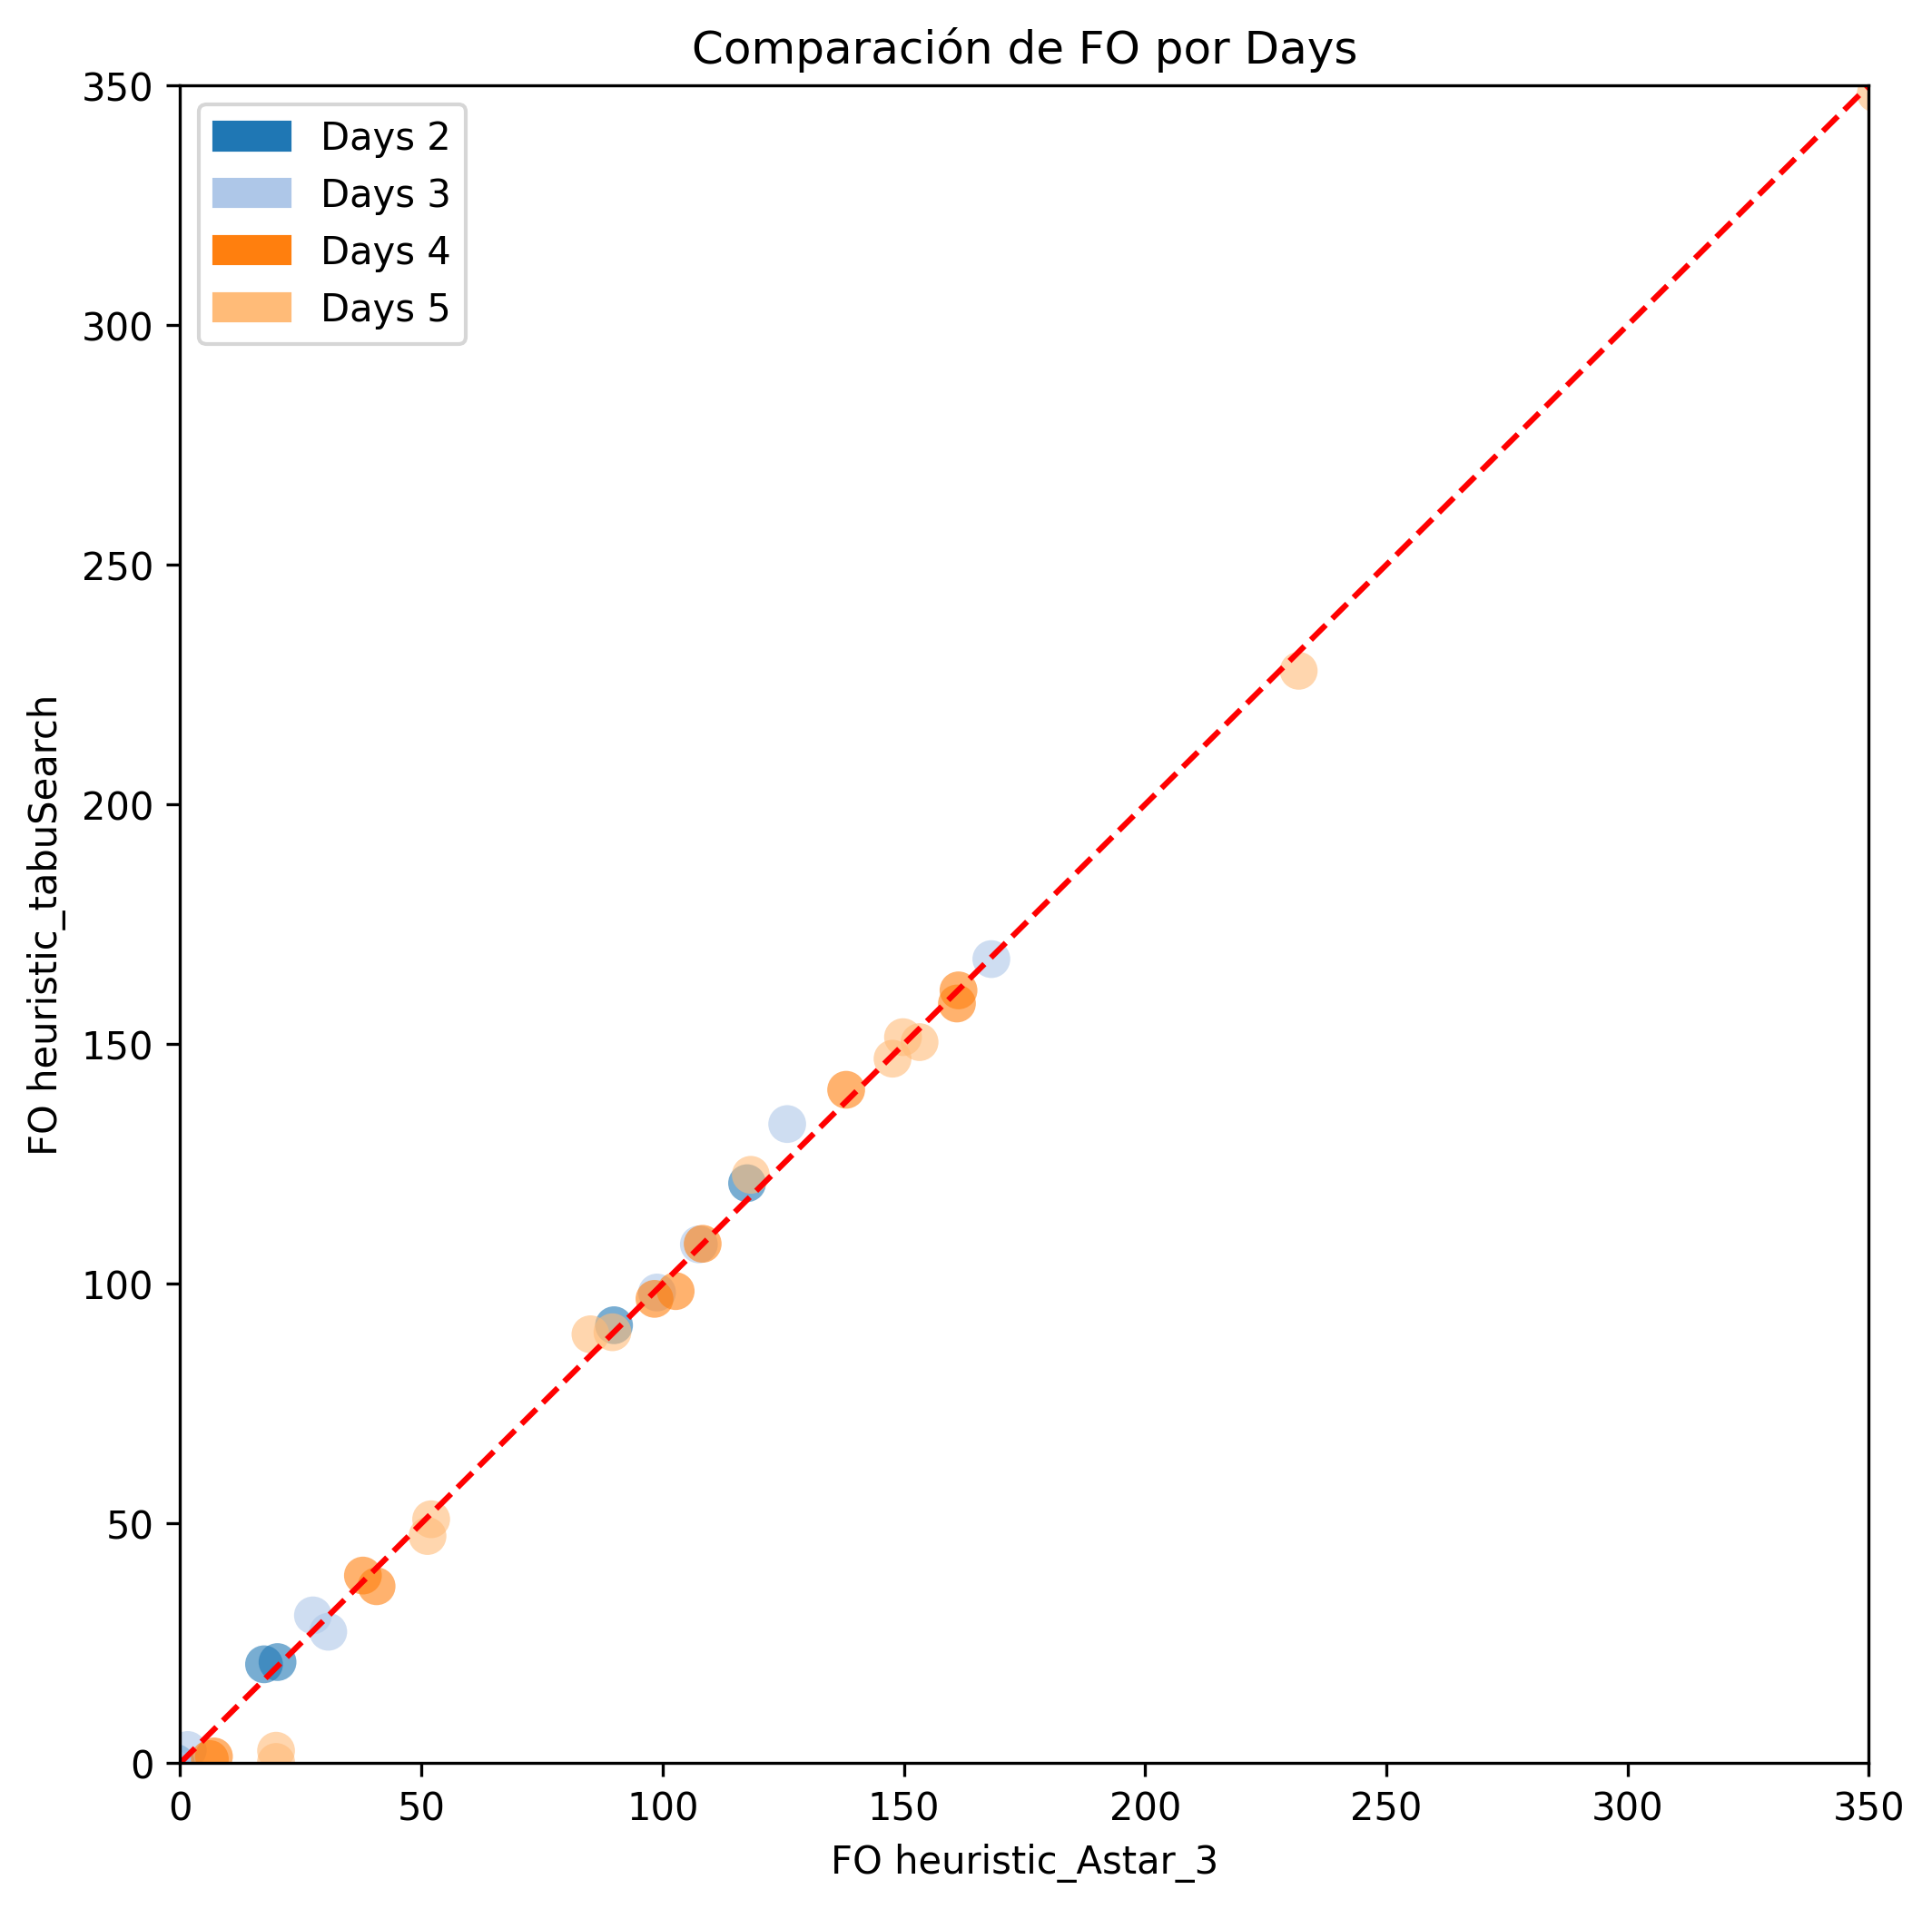 Comparación de FO por Days
Days 2
Days 3
Days 4
Days 5
350
300
250
200
150
100
50
0
FO heuristic_tabuSearch
0 50 100 150 200 250 300 350
FO heuristic_Astar_3